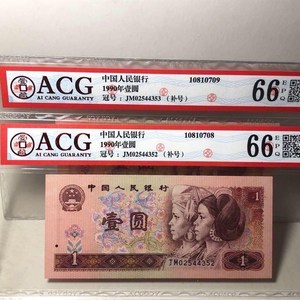 ACG
AI CANG GUARANTY
中国人民银行 10810709
1990年壹圆
冠号：JM02544353（补号）
66 EPQ
ACG
AI CANG GUARANTY
中国人民银行 10810708
1990年壹圆
冠号：JM02544352（补号）
66 EPQ
中国人民银行
壹圆
1
JM02544352
1